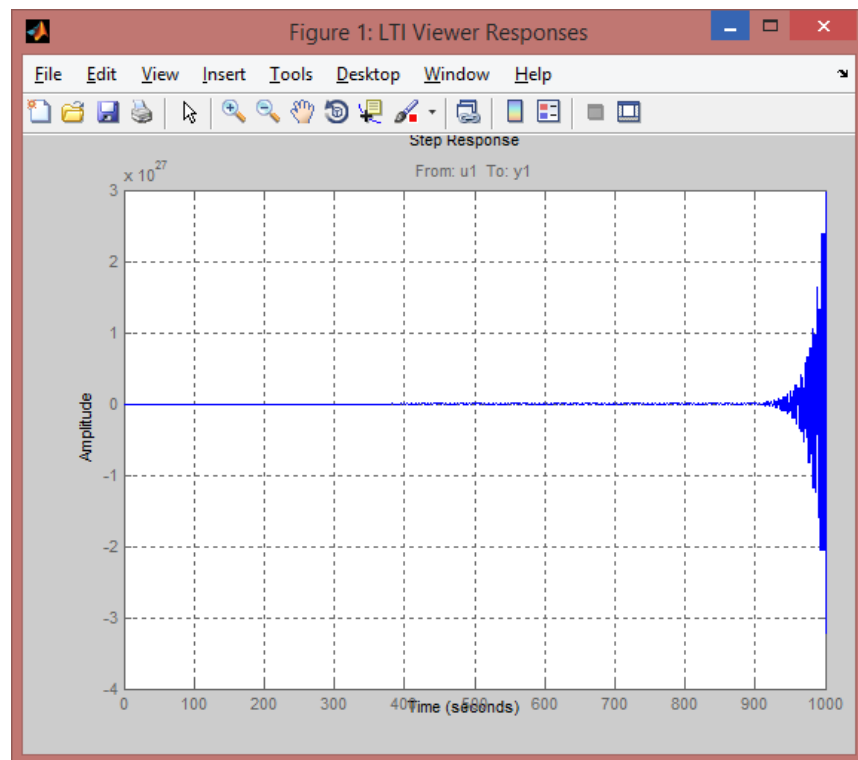 Figure 1: LTI Viewer Responses
File Edit View Insert Tools Desktop Window Help
Step Response
From: u1 To: y1
x 10^27
3
2
1
0
-1
-2
-3
-4
Amplitude
0 100 200 300 400 500 600 700 800 900 1000
Time (seconds)